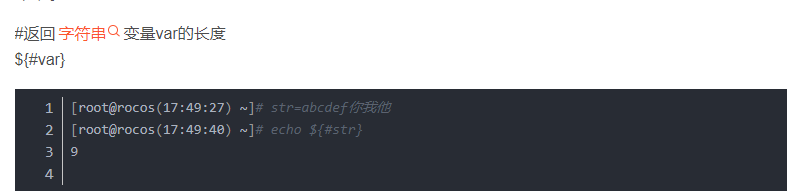 #返回 字符串 变量var的长度
${#var}
1 [root@rocos(17:49:27) ~]# str=abcdef你我他
2 [root@rocos(17:49:40) ~]# echo ${#str}
3 9
4